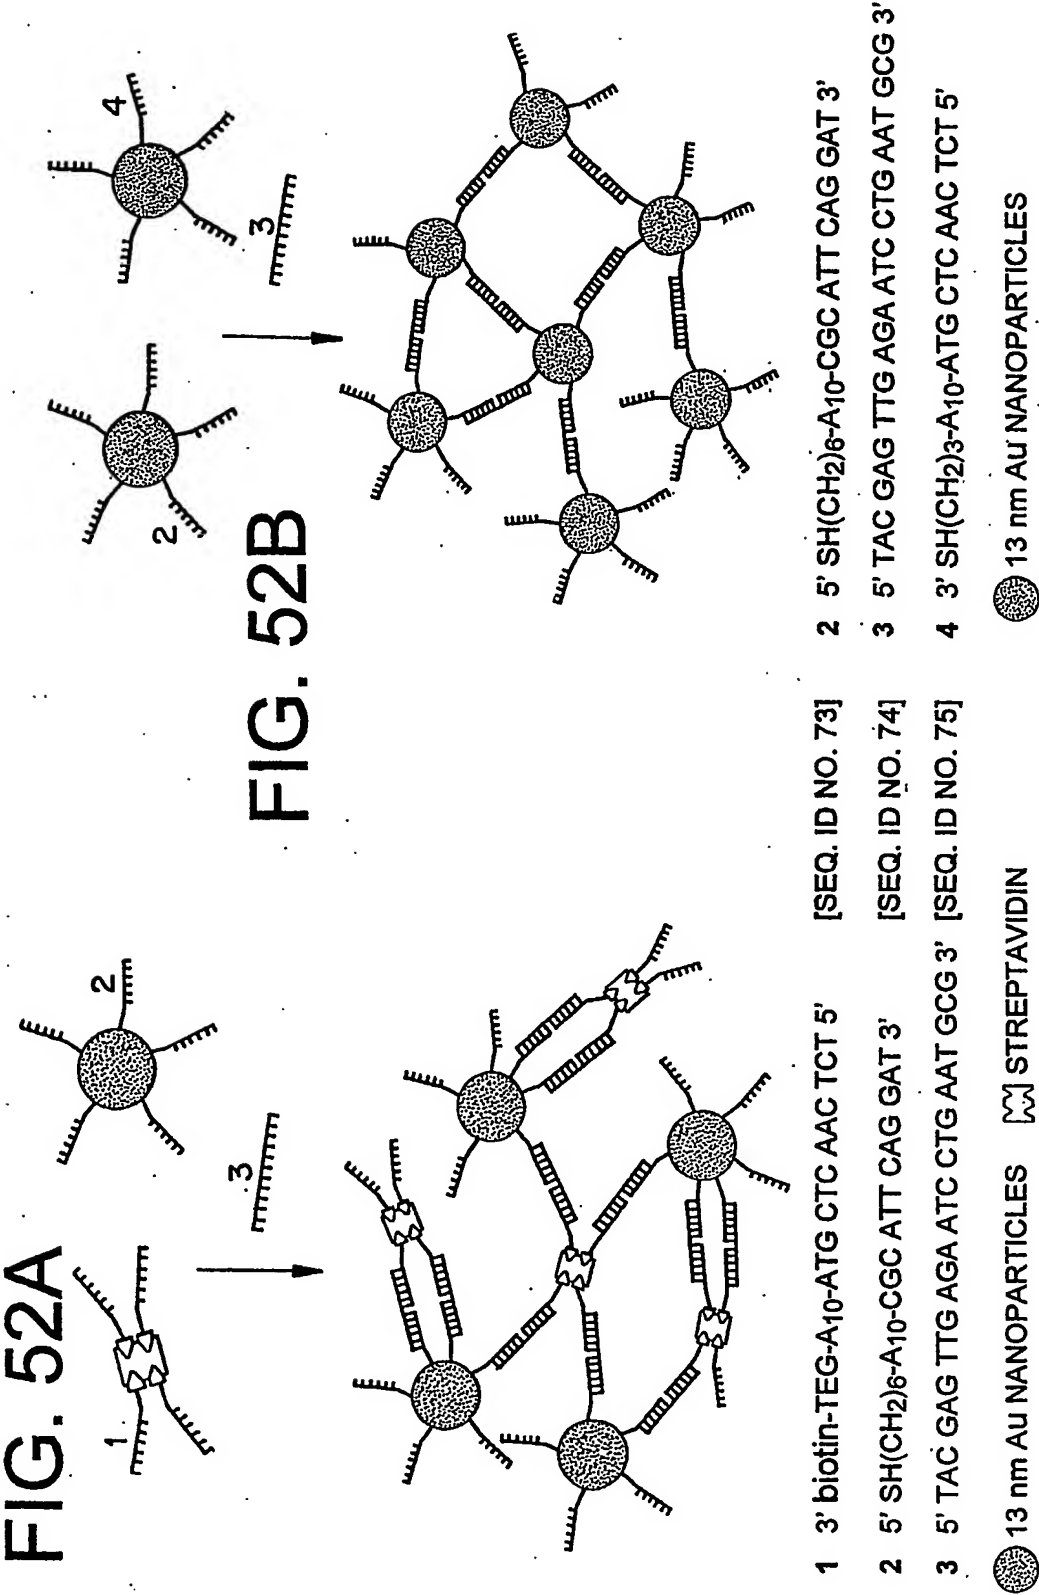 FIG. 52A
1
2
3
1 3' biotin-TEG-A10-ATG CTC AAC TCT 5' [SEQ. ID NO. 73]
2 5' SH(CH2)6-A10-CGC ATT CAG GAT 3' [SEQ. ID NO. 74]
3 5' TAC GAG TTG AGA ATC CTG AAT GCG 3' [SEQ. ID NO. 75]
13 nm Au NANOPARTICLES STREPTAVIDIN
FIG. 52B
2
4
3
2 5' SH(CH2)6-A10-CGC ATT CAG GAT 3'
3 5' TAC GAG TTG AGA ATC CTG AAT GCG 3'
4 3' SH(CH2)3-A10-ATG CTC AAC TCT 5'
13 nm Au NANOPARTICLES